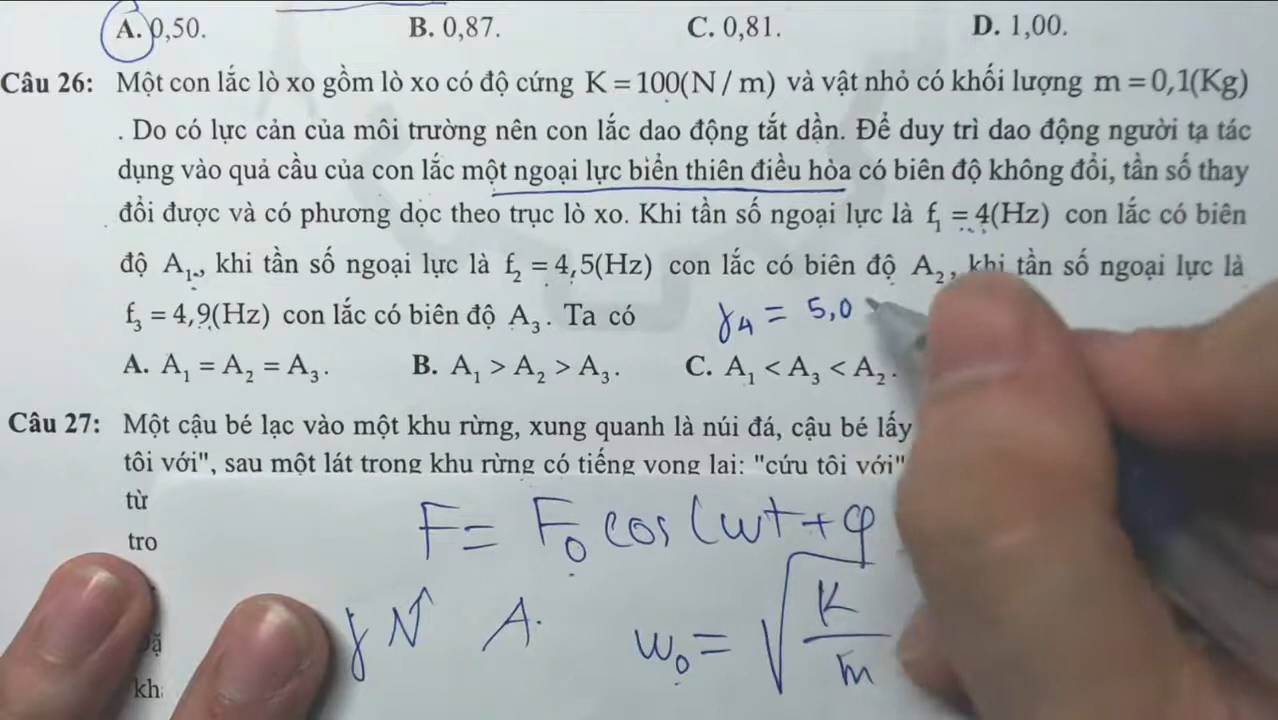 A. 0,50. B. 0,87. C. 0,81. D. 1,00.
Câu 26: Một con lắc lò xo gồm lò xo có độ cứng K = 100(N / m) và vật nhỏ có khối lượng m = 0,1(Kg)
. Do có lực cản của môi trường nên con lắc dao động tắt dần. Để duy trì dao động người tạ tác
dụng vào quả cầu của con lắc một ngoại lực biến thiên điều hòa có biên độ không đổi, tần số thay
đổi được và có phương dọc theo trục lò xo. Khi tần số ngoại lực là f₁ = 4(Hz) con lắc có biên
độ A₁, khi tần số ngoại lực là f₂ = 4,5(Hz) con lắc có biên độ A₂, khi tần số ngoại lực là
f₃ = 4,9(Hz) con lắc có biên độ A₃. Ta có
γ₄ = 5,0
A. A₁ = A₂ = A₃. B. A₁ > A₂ > A₃. C. A₁ < A₃ < A₂.
Câu 27: Một cậu bé lạc vào một khu rừng, xung quanh là núi đá, cậu bé lấy
tôi với", sau một lát trong khu rừng có tiếng vọng lại: "cứu tôi với"
từ
F = F₀ cos(ωt + φ
tro
γ N↑ A.
ω₀ = √K/m
kh